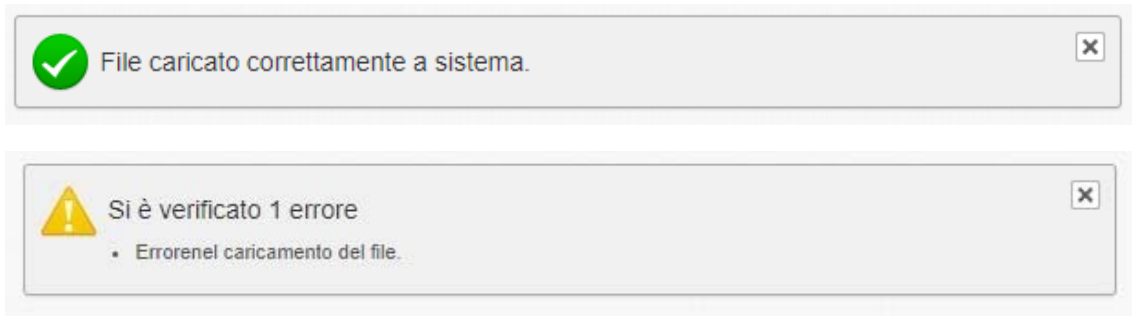 File caricato correttamente a sistema.
Si è verificato 1 errore
• Errorenel caricamento del file.